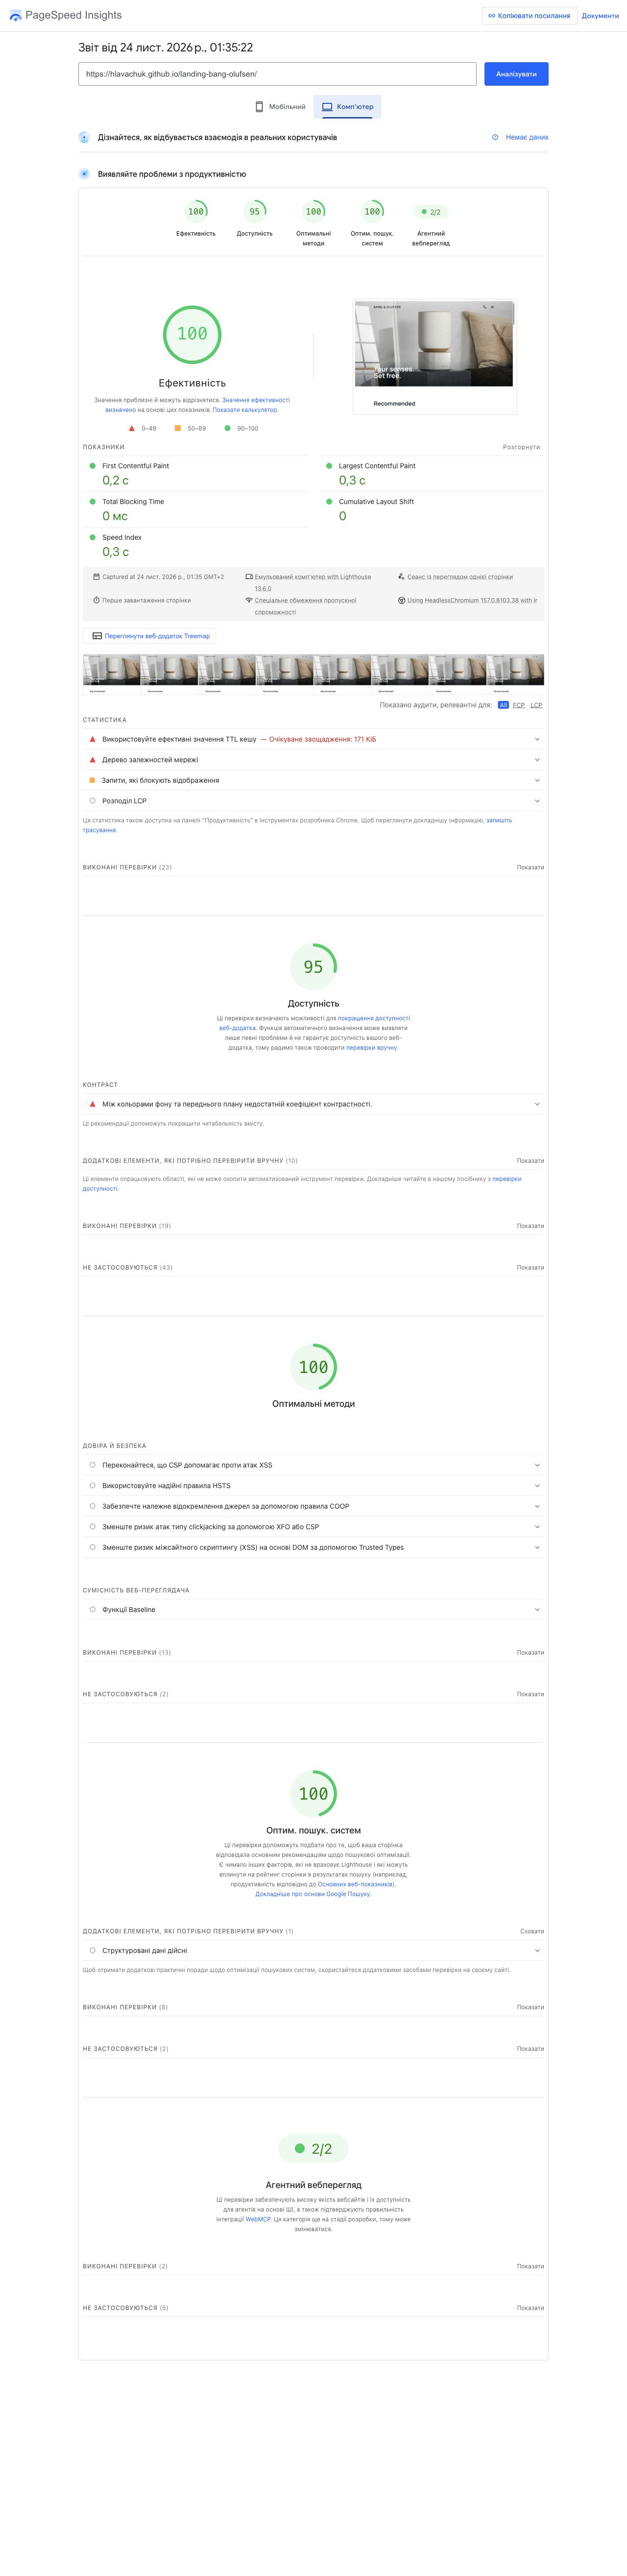 PageSpeed Insights
Копіювати посилання
Документи
Звіт від 24 лист. 2026 р., 01:35:22
https://hlavachuk.github.io/landing-bang-olufsen/
Аналізувати
Мобільний
Комп'ютер
Дізнайтеся, як відбувається взаємодія в реальних користувачів
Немає даних
Виявляйте проблеми з продуктивністю
100
95
100
100
2/2
Ефективність
Доступність
Оптимальні методи
Оптим. пошук. систем
Агентний вебперегляд
100
Ефективність
Значення приблизні й можуть відрізнятися. Значення ефективності
визначено на основі цих показників. Показати калькулятор.
0–49
50–89
90–100
Your senses.
Set free.
Recommended
ПОКАЗНИКИ
Розгорнути
First Contentful Paint
0,2 с
Largest Contentful Paint
0,3 с
Total Blocking Time
0 мс
Cumulative Layout Shift
0
Speed Index
0,3 с
Captured at 24 лист. 2026 р., 01:35 GMT+2
Емульований комп'ютер with Lighthouse
13.6.0
Сеанс із переглядом однієї сторінки
Перше завантаження сторінки
Спеціальне обмеження пропускної
спроможності
Using HeadlessChromium 157.0.8103.38 with lr
Переглянути веб-додаток Treemap
Показано аудити, релевантні для: All FCP LCP
СТАТИСТИКА
Використовуйте ефективні значення TTL кешу — Очікуване заощадження: 171 КіБ
Дерево залежностей мережі
Запити, які блокують відображення
Розподіл LCP
Ця статистика також доступна на панелі "Продуктивність" в Інструментах розробника Chrome. Щоб переглянути докладнішу інформацію, запишіть
трасування.
ВИКОНАНІ ПЕРЕВІРКИ (23)
Показати
95
Доступність
Ці перевірки визначають можливості для покращення доступності
веб-додатка. Функція автоматичного визначення може виявляти
лише певні проблеми й не гарантує доступність вашого веб-
додатка, тому радимо також проводити перевірки вручну.
КОНТРАСТ
Між кольорами фону та переднього плану недостатній коефіцієнт контрастності.
Ці рекомендації допоможуть покращити читабельність вмісту.
ДОДАТКОВІ ЕЛЕМЕНТИ, ЯКІ ПОТРІБНО ПЕРЕВІРИТИ ВРУЧНУ (10)
Показати
Ці елементи опрацьовують області, які не може охопити автоматизований інструмент перевірки. Докладніше читайте в нашому посібнику з перевірки
доступності.
ВИКОНАНІ ПЕРЕВІРКИ (19)
Показати
НЕ ЗАСТОСОВУЮТЬСЯ (43)
Показати
100
Оптимальні методи
ДОВІРА Й БЕЗПЕКА
Переконайтеся, що CSP допомагає проти атак XSS
Використовуйте надійні правила HSTS
Забезпечте належне відокремлення джерел за допомогою правила COOP
Зменште ризик атак типу clickjacking за допомогою XFO або CSP
Зменште ризик міжсайтного скриптингу (XSS) на основі DOM за допомогою Trusted Types
СУМІСНІСТЬ ВЕБ-ПЕРЕГЛЯДАЧА
Функції Baseline
ВИКОНАНІ ПЕРЕВІРКИ (13)
Показати
НЕ ЗАСТОСОВУЮТЬСЯ (2)
Показати
100
Оптим. пошук. систем
Ці перевірки допоможуть подбати про те, щоб ваша сторінка
відповідала основним рекомендаціям щодо пошукової оптимізації.
Є чимало інших факторів, які не враховує Lighthouse і які можуть
вплинути на рейтинг сторінки в результатах пошуку (наприклад,
продуктивність відповідно до Основних веб-показників).
Докладніше про основи Google Пошуку.
ДОДАТКОВІ ЕЛЕМЕНТИ, ЯКІ ПОТРІБНО ПЕРЕВІРИТИ ВРУЧНУ (1)
Сховати
Структуровані дані дійсні
Щоб отримати додаткові практичні поради щодо оптимізації пошукових систем, скористайтеся додатковими засобами перевірки на своєму сайті.
ВИКОНАНІ ПЕРЕВІРКИ (8)
Показати
НЕ ЗАСТОСОВУЮТЬСЯ (2)
Показати
2/2
Агентний вебперегляд
Ці перевірки забезпечують високу якість вебсайтів і їх доступність
для агентів на основі ШІ, а також підтверджують правильність
інтеграції WebMCP. Ця категорія ще на стадії розробки, тому може
змінюватися.
ВИКОНАНІ ПЕРЕВІРКИ (2)
Показати
НЕ ЗАСТОСОВУЮТЬСЯ (5)
Показати